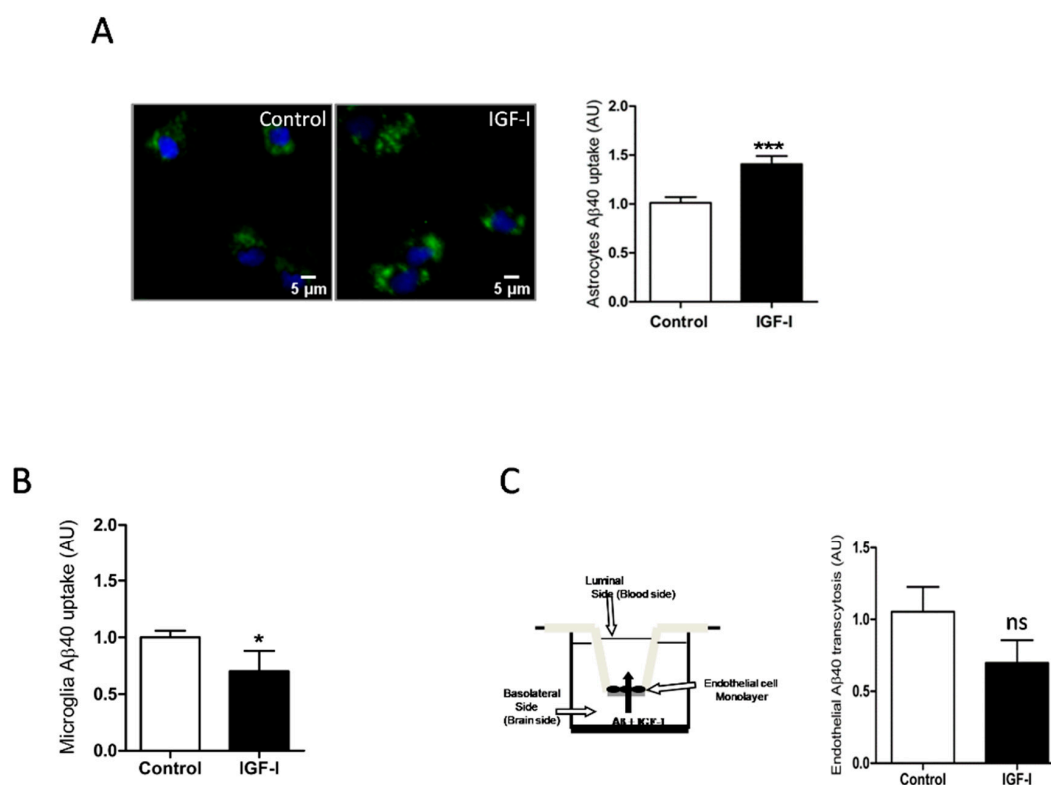 A
Control
IGF-I
5 µm
5 µm
Astrocytes Aβ40 uptake (AU)
2.0
1.5
1.0
0.5
0.0
***
Control
IGF-I
B
Microglia Aβ40 uptake (AU)
2.0
1.5
1.0
0.5
0.0
*
Control
IGF-I
C
Luminal
Side (Blood side)
Basolateral
Side
(Brain side)
Endothelial cell
Monolayer
Aß + IGF-I
Endothelial Aβ40 transcytosis (AU)
1.5
1.0
0.5
0.0
ns
Control
IGF-I